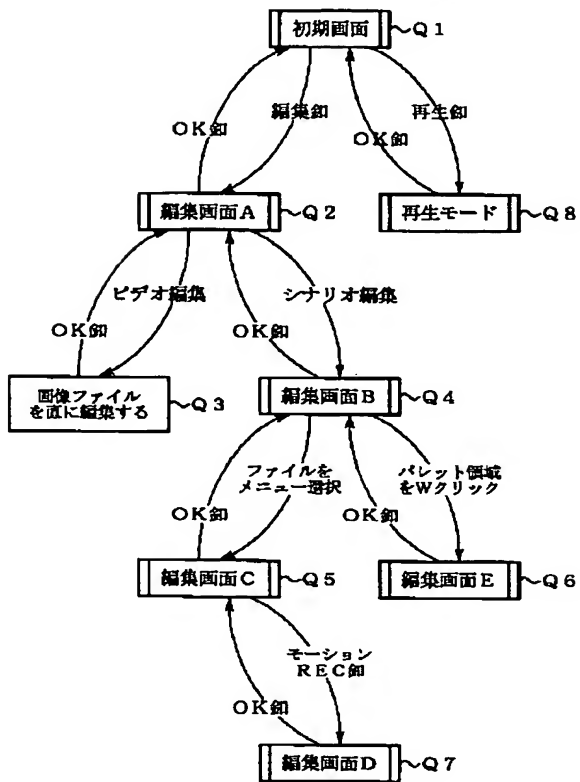 初期画面
Q1
OK釦
編集釦
OK釦
再生釦
編集画面A
Q2
再生モード
Q8
OK釦
ビデオ編集
OK釦
シナリオ編集
画像ファイル
を直に編集する
Q3
編集画面B
Q4
OK釦
ファイルを
メニュー選択
OK釦
パレット領域
をWクリック
編集画面C
Q5
編集画面E
Q6
OK釦
モーション
REC釦
編集画面D
Q7